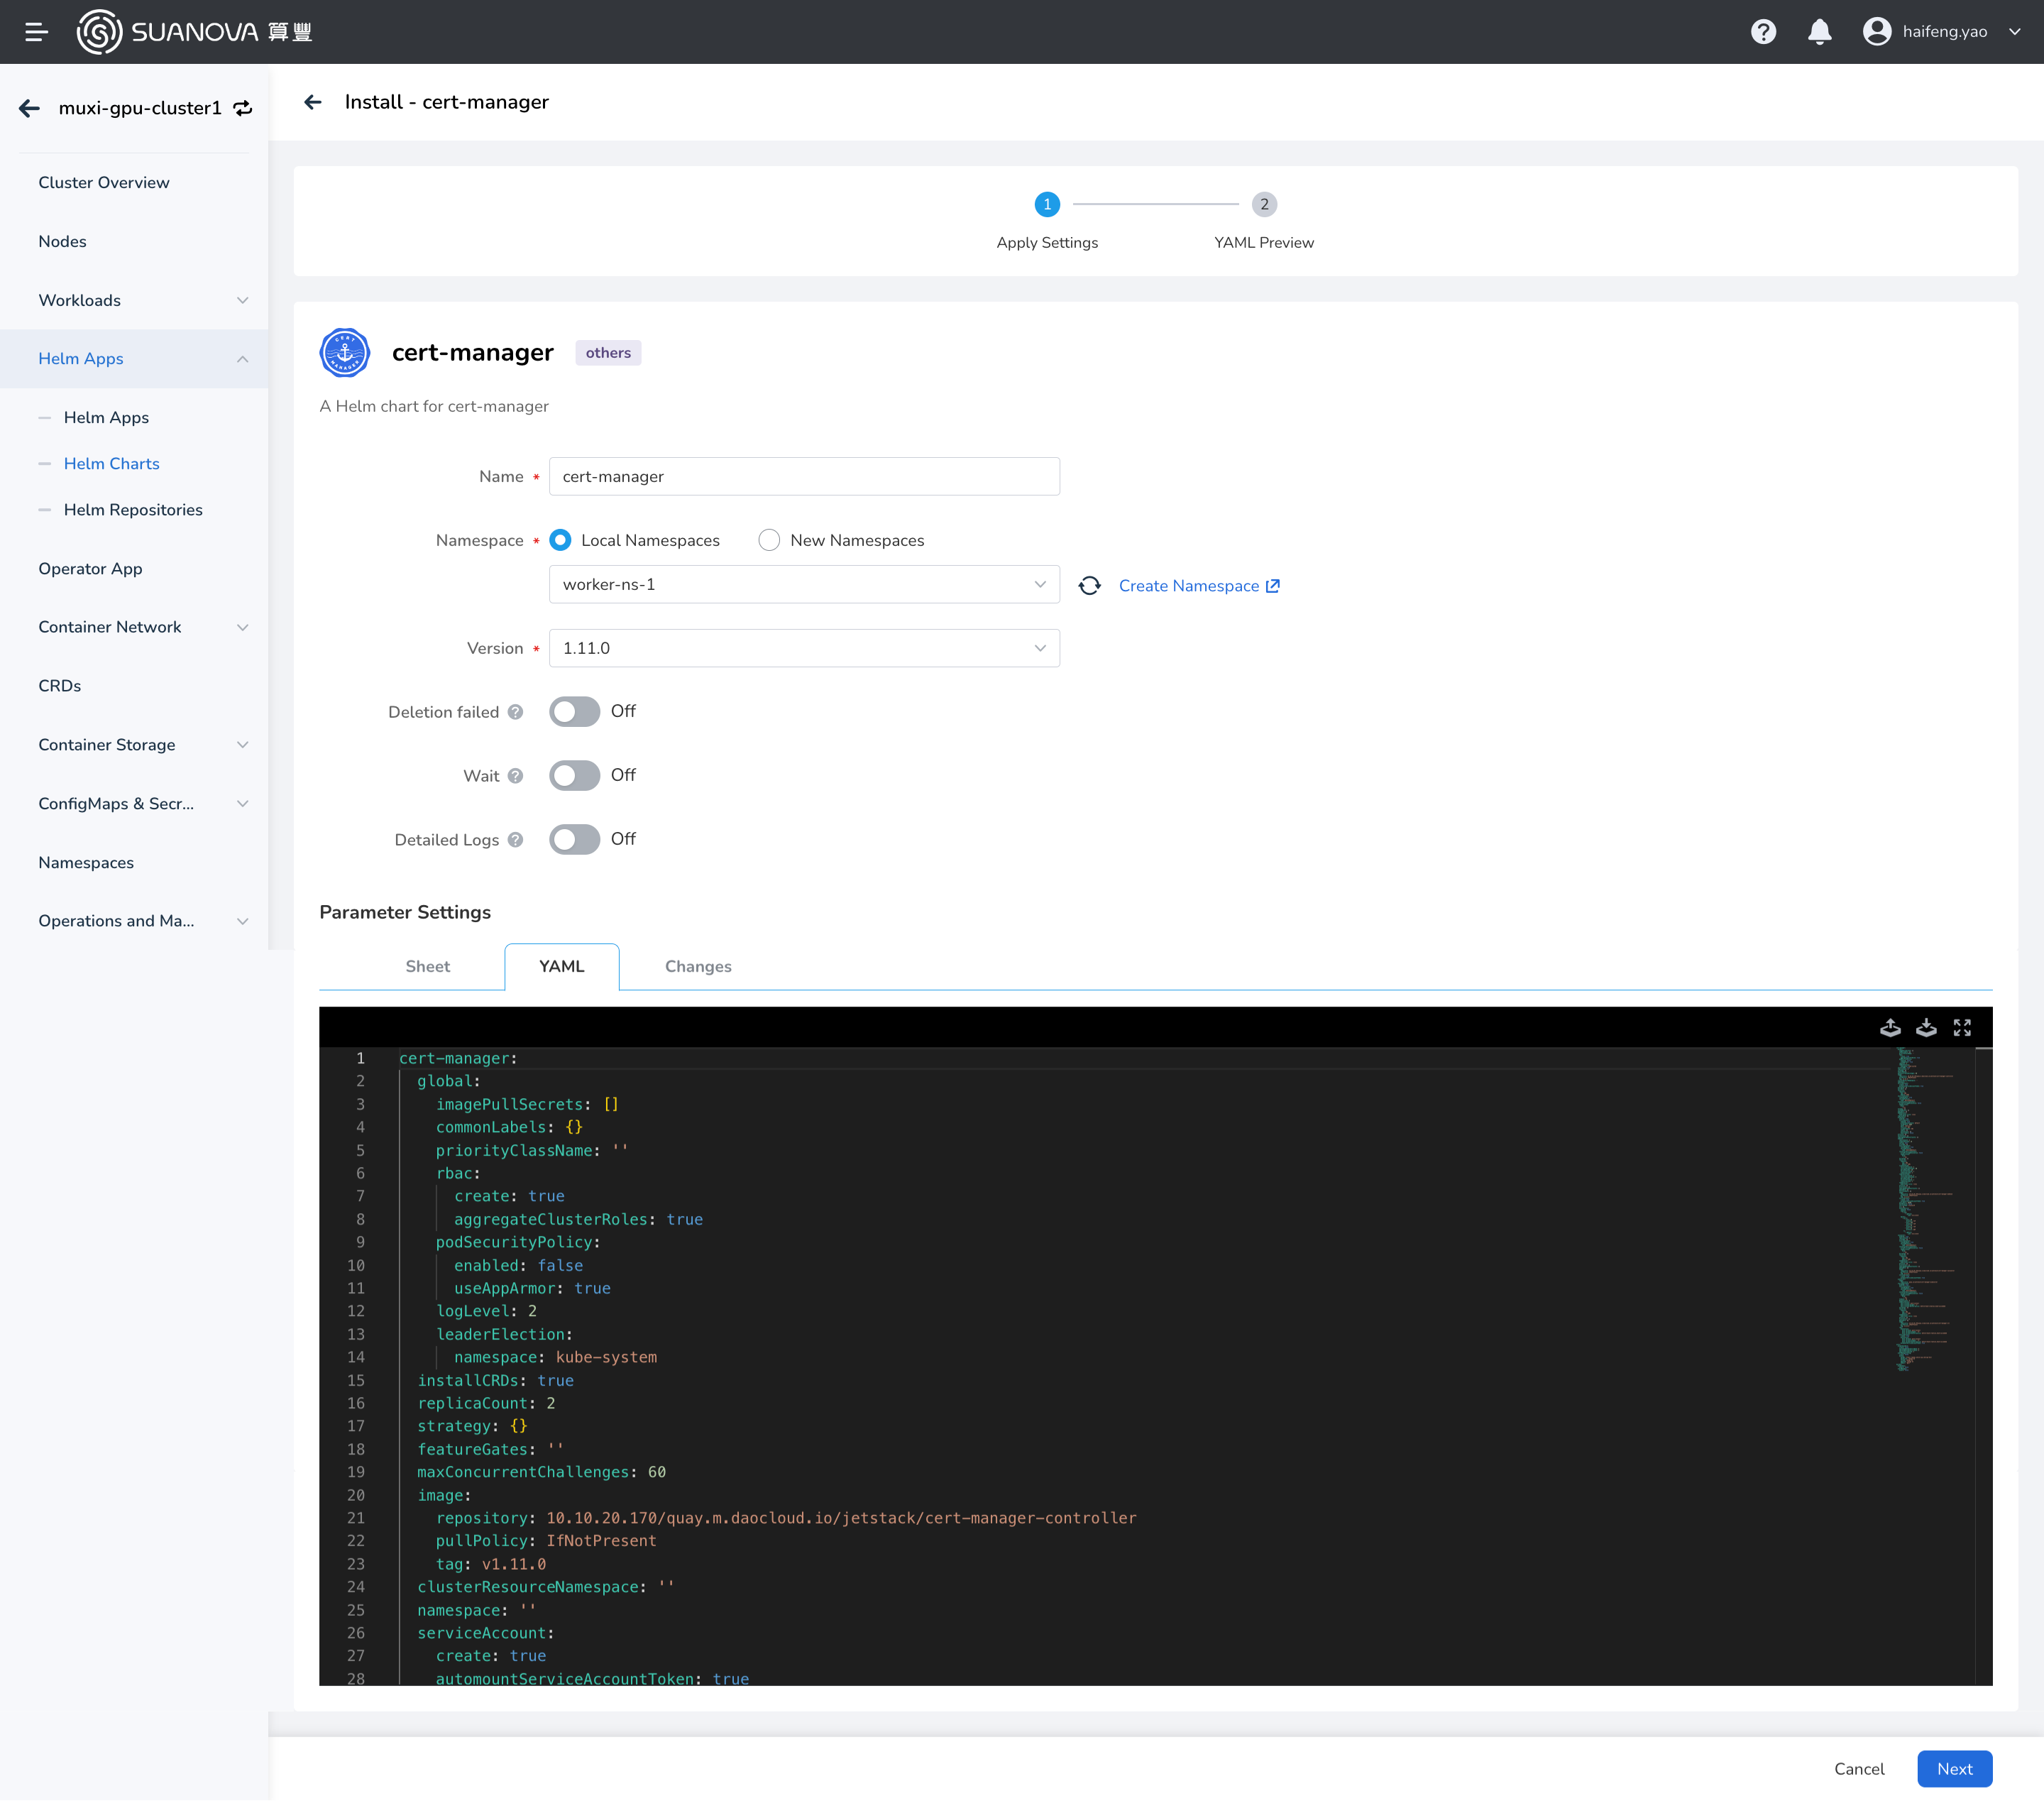 SUANOVA 算豐
haifeng.yao
muxi-gpu-cluster1
Cluster Overview
Nodes
Workloads
Helm Apps
Helm Apps
Helm Charts
Helm Repositories
Operator App
Container Network
CRDs
Container Storage
ConfigMaps & Secr...
Namespaces
Operations and Ma...
Install - cert-manager
1
2
Apply Settings
YAML Preview
CERT
MANAGER
cert-manager
others
A Helm chart for cert-manager
Name * cert-manager
Namespace * Local Namespaces New Namespaces
worker-ns-1
Create Namespace
Version * 1.11.0
Deletion failed ? Off
Wait ? Off
Detailed Logs ? Off
Parameter Settings
Sheet YAML Changes
1 cert-manager:
2 global:
3 imagePullSecrets: []
4 commonLabels: {}
5 priorityClassName: ''
6 rbac:
7 create: true
8 aggregateClusterRoles: true
9 podSecurityPolicy:
10 enabled: false
11 useAppArmor: true
12 logLevel: 2
13 leaderElection:
14 namespace: kube-system
15 installCRDs: true
16 replicaCount: 2
17 strategy: {}
18 featureGates: ''
19 maxConcurrentChallenges: 60
20 image:
21 repository: 10.10.20.170/quay.m.daocloud.io/jetstack/cert-manager-controller
22 pullPolicy: IfNotPresent
23 tag: v1.11.0
24 clusterResourceNamespace: ''
25 namespace: ''
26 serviceAccount:
27 create: true
28 automountServiceAccountToken: true
Cancel
Next